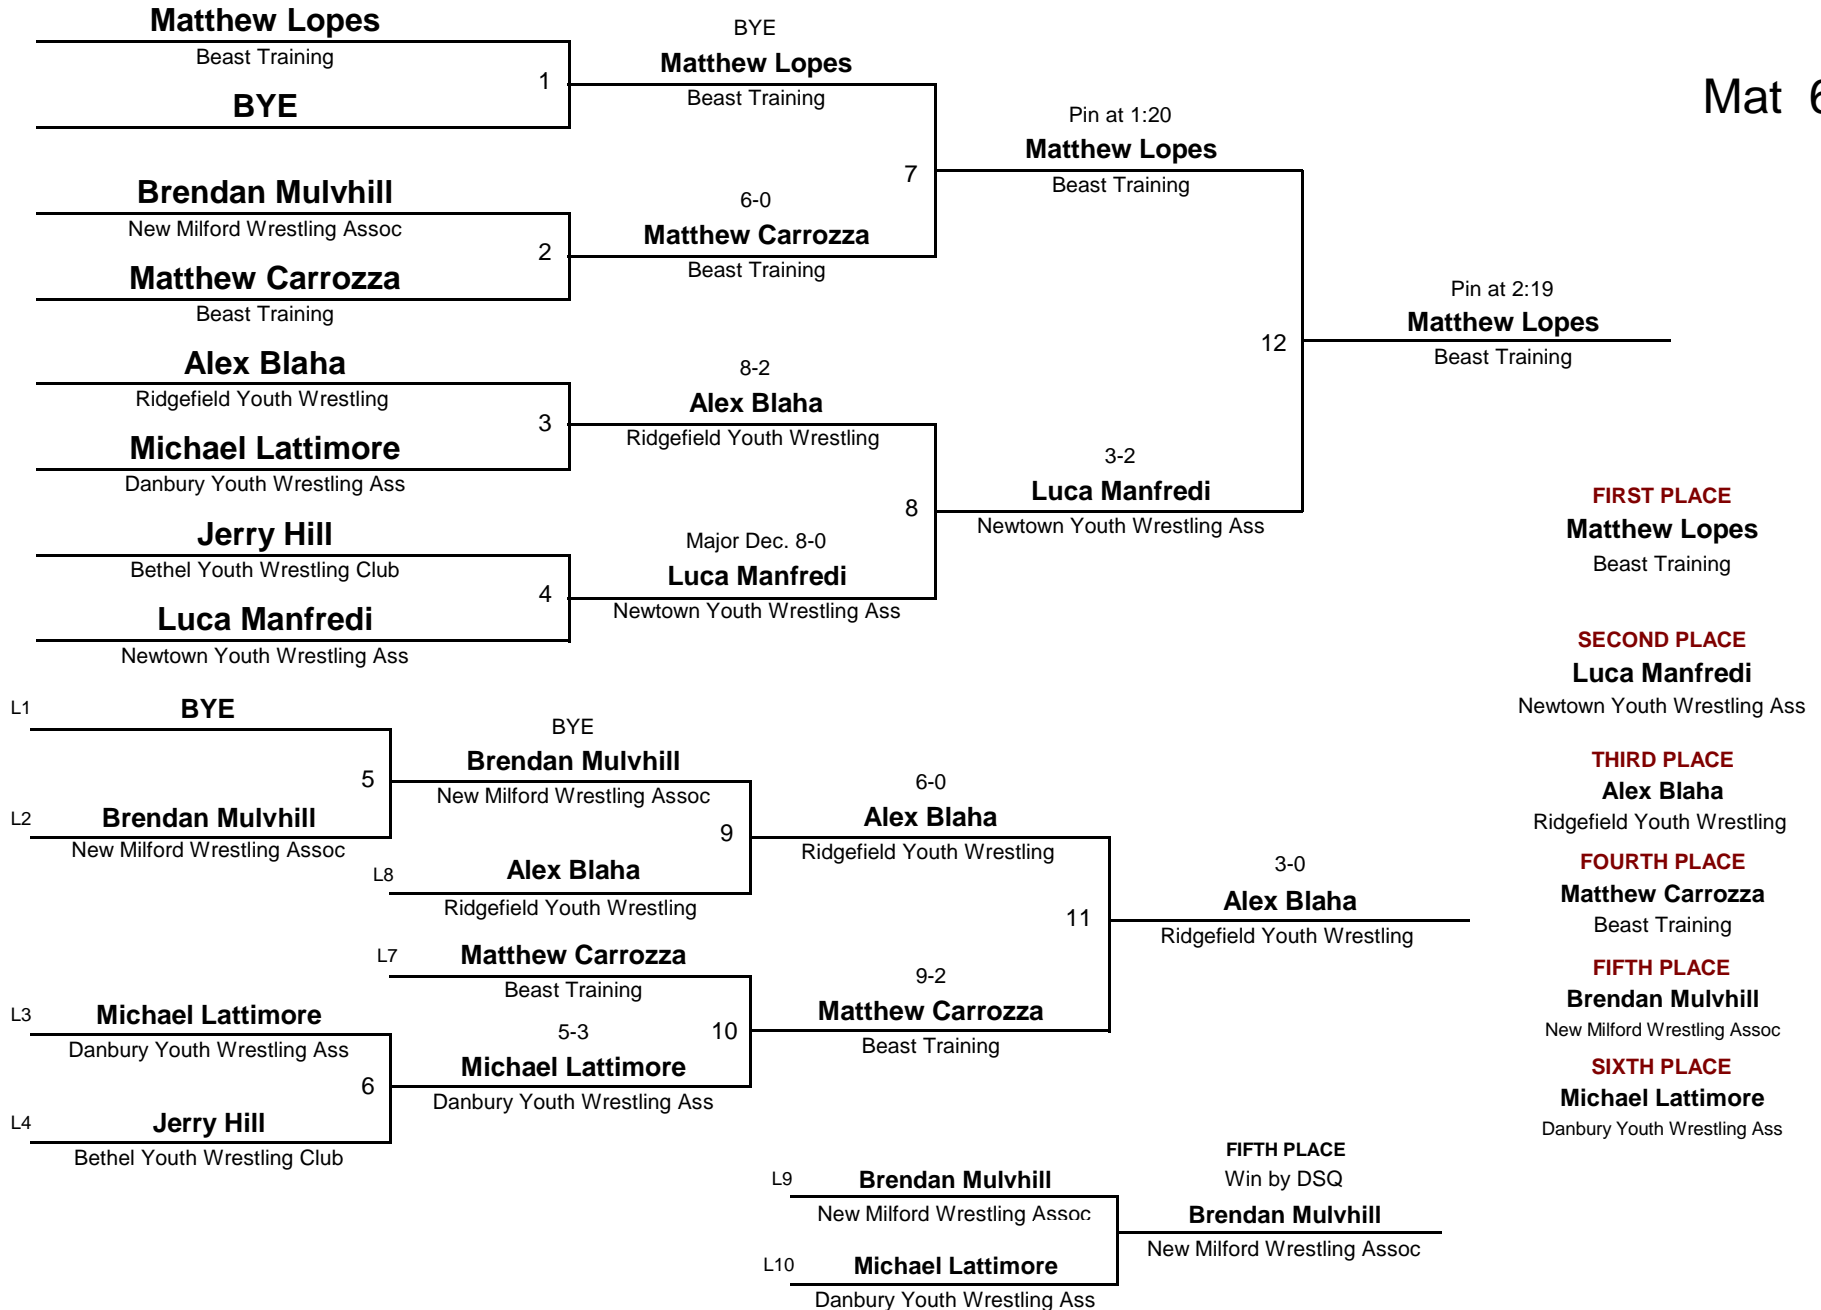 Matthew Lopes
Beast Training
1
BYE
BYE
Matthew Lopes
Beast Training
Mat 6
Brendan Mulvhill
New Milford Wrestling Assoc
2
Matthew Carrozza
Beast Training
6-0
Matthew Carrozza
Beast Training
7
Pin at 1:20
Matthew Lopes
Beast Training
Alex Blaha
Ridgefield Youth Wrestling
3
Michael Lattimore
Danbury Youth Wrestling Ass
8-2
Alex Blaha
Ridgefield Youth Wrestling
Jerry Hill
Bethel Youth Wrestling Club
4
Luca Manfredi
Newtown Youth Wrestling Ass
Major Dec. 8-0
Luca Manfredi
Newtown Youth Wrestling Ass
8
3-2
Luca Manfredi
Newtown Youth Wrestling Ass
12
Pin at 2:19
Matthew Lopes
Beast Training
FIRST PLACE
Matthew Lopes
Beast Training
SECOND PLACE
Luca Manfredi
Newtown Youth Wrestling Ass
THIRD PLACE
Alex Blaha
Ridgefield Youth Wrestling
FOURTH PLACE
Matthew Carrozza
Beast Training
FIFTH PLACE
Brendan Mulvhill
New Milford Wrestling Assoc
SIXTH PLACE
Michael Lattimore
Danbury Youth Wrestling Ass
L1
BYE
5
L2
Brendan Mulvhill
New Milford Wrestling Assoc
BYE
Brendan Mulvhill
New Milford Wrestling Assoc
9
L8
Alex Blaha
Ridgefield Youth Wrestling
6-0
Alex Blaha
Ridgefield Youth Wrestling
L7
Matthew Carrozza
Beast Training
L3
Michael Lattimore
Danbury Youth Wrestling Ass
6
L4
Jerry Hill
Bethel Youth Wrestling Club
5-3
Michael Lattimore
Danbury Youth Wrestling Ass
10
9-2
Matthew Carrozza
Beast Training
11
3-0
Alex Blaha
Ridgefield Youth Wrestling
L9
Brendan Mulvhill
New Milford Wrestling Assoc
L10
Michael Lattimore
Danbury Youth Wrestling Ass
FIFTH PLACE
Win by DSQ
Brendan Mulvhill
New Milford Wrestling Assoc